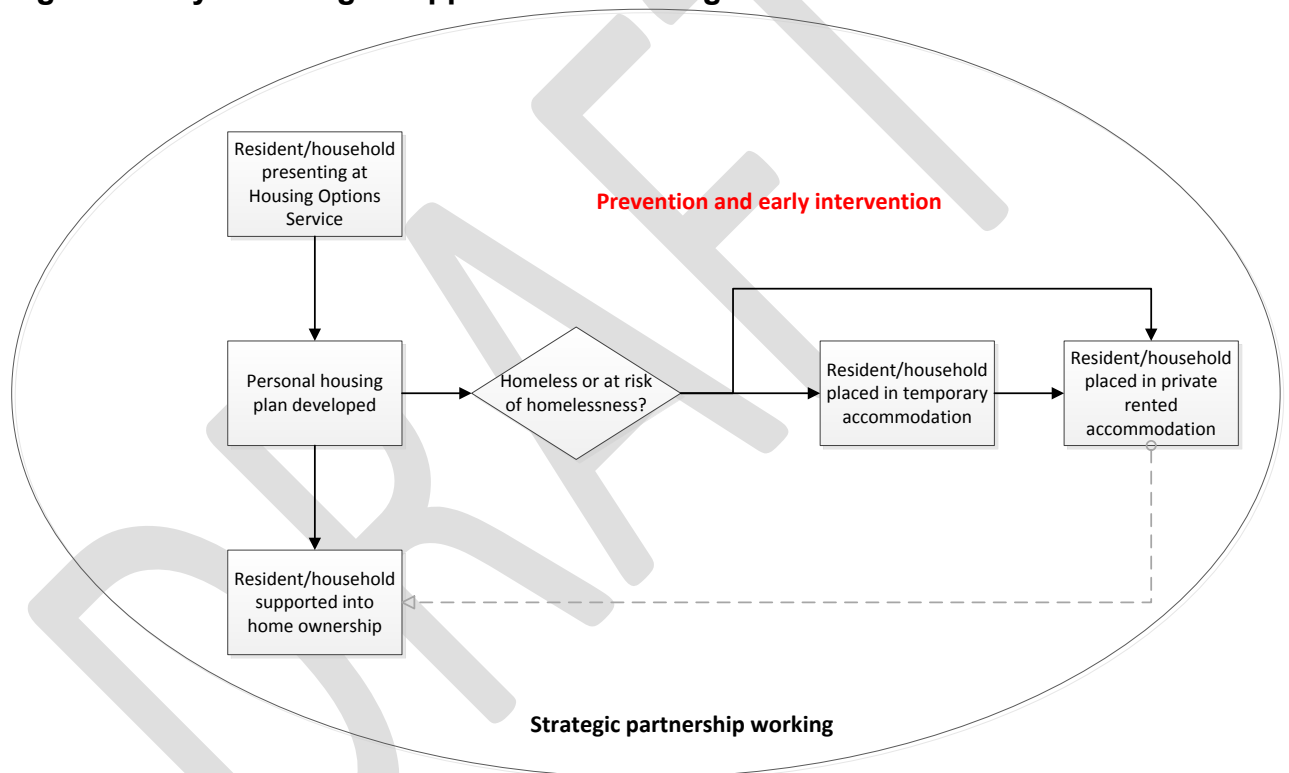 Resident/household
presenting at
Housing Options
Service
Prevention and early intervention
Personal housing
plan developed
Homeless or at risk
of homelessness?
Resident/household
placed in temporary
accommodation
Resident/household
placed in private
rented
accommodation
Resident/household
supported into
home ownership
Strategic partnership working
DRAFT